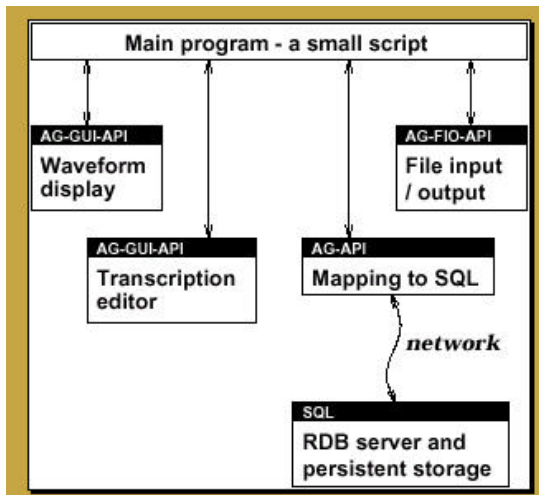 Main program - a small script
AG-GUI-API
Waveform
display
AG-FIO-API
File input
/ output
AG-GUI-API
Transcription
editor
AG-API
Mapping to SQL
network
SQL
RDB server and
persistent storage